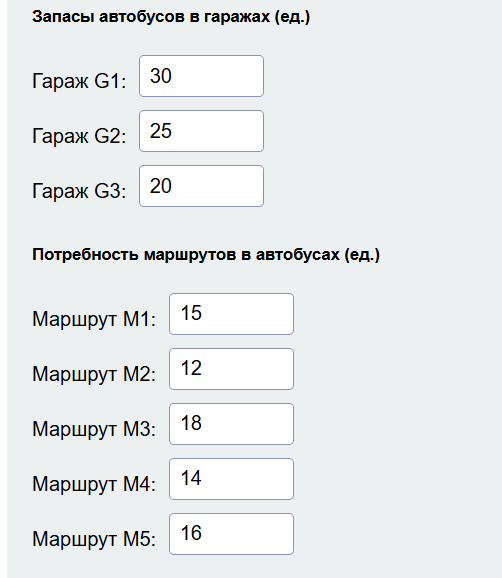 Запасы автобусов в гаражах (ед.)
Гараж G1: 30
Гараж G2: 25
Гараж G3: 20
Потребность маршрутов в автобусах (ед.)
Маршрут M1: 15
Маршрут M2: 12
Маршрут M3: 18
Маршрут M4: 14
Маршрут M5: 16